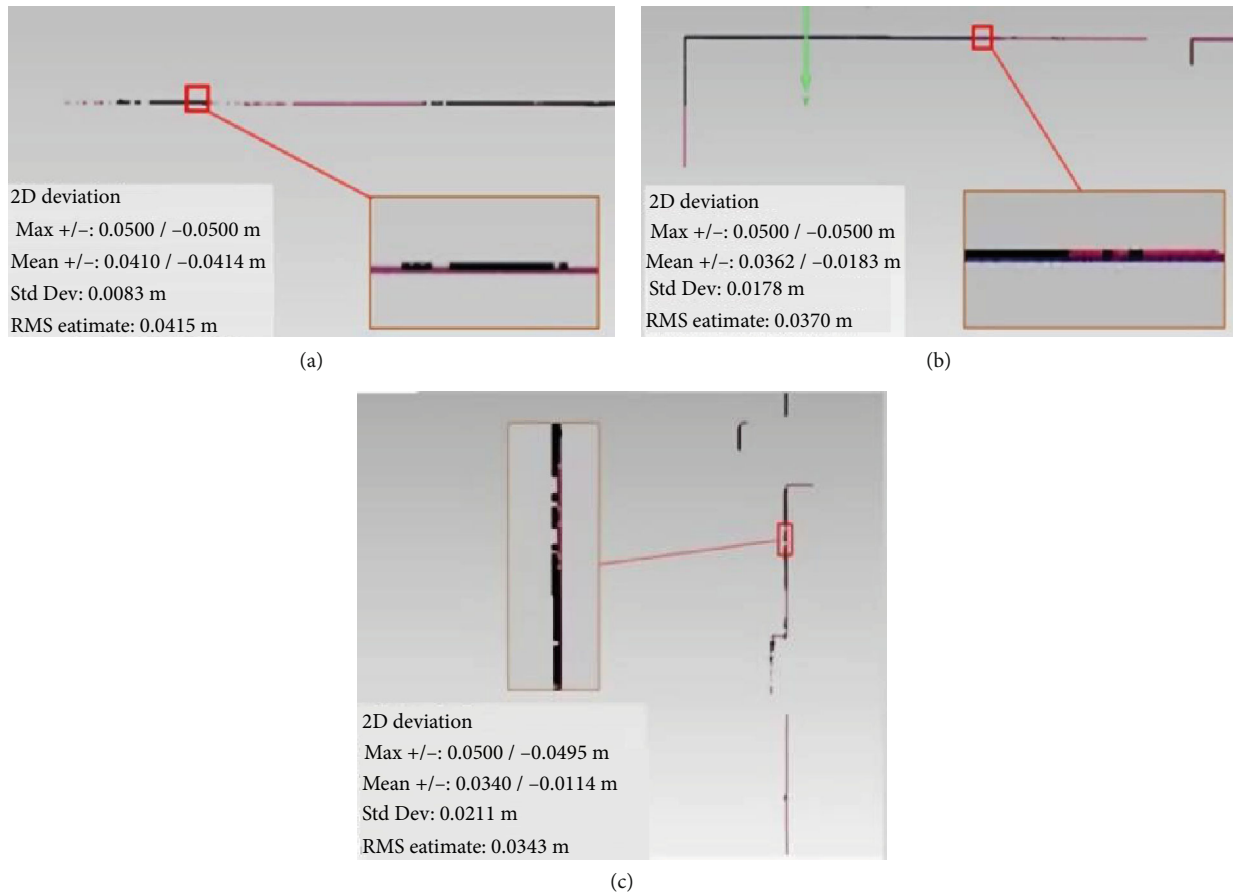 2D deviation
Max +/–: 0.0500 / –0.0500 m
Mean +/–: 0.0410 / –0.0414 m
Std Dev: 0.0083 m
RMS eatimate: 0.0415 m
(a)
2D deviation
Max +/–: 0.0500 / –0.0500 m
Mean +/–: 0.0362 / –0.0183 m
Std Dev: 0.0178 m
RMS eatimate: 0.0370 m
(b)
2D deviation
Max +/–: 0.0500 / –0.0495 m
Mean +/–: 0.0340 / –0.0114 m
Std Dev: 0.0211 m
RMS eatimate: 0.0343 m
(c)